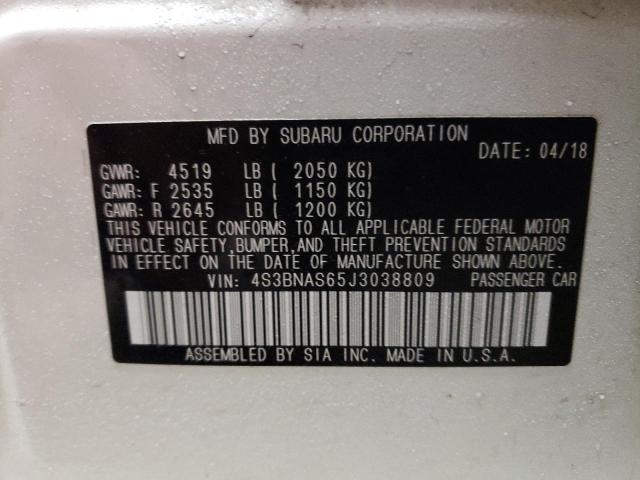 MFD BY SUBARU CORPORATION
DATE: 04/18
GVWR: 4519 LB ( 2050 KG)
GAWR: F 2535 LB ( 1150 KG)
GAWR: R 2645 LB ( 1200 KG)
THIS VEHICLE CONFORMS TO ALL APPLICABLE FEDERAL MOTOR
VEHICLE SAFETY,BUMPER,AND THEFT PREVENTION STANDARDS
IN EFFECT ON THE DATE OF MANUFACTURE SHOWN ABOVE.
VIN: 4S3BNAS65J3038809 PASSENGER CAR
ASSEMBLED BY SIA INC. MADE IN U.S.A.